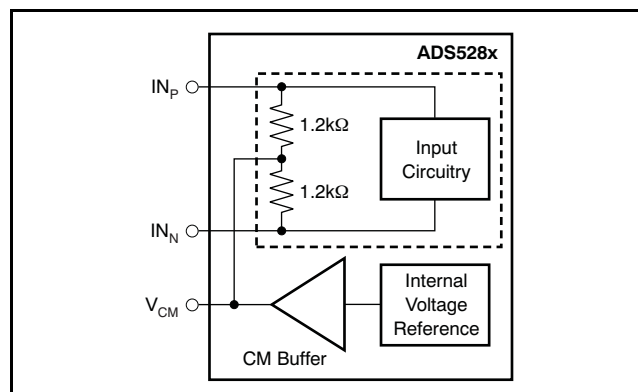 ADS528x
IN_P
1.2kΩ
Input
Circuitry
1.2kΩ
IN_N
V_CM
Internal
Voltage
Reference
CM Buffer